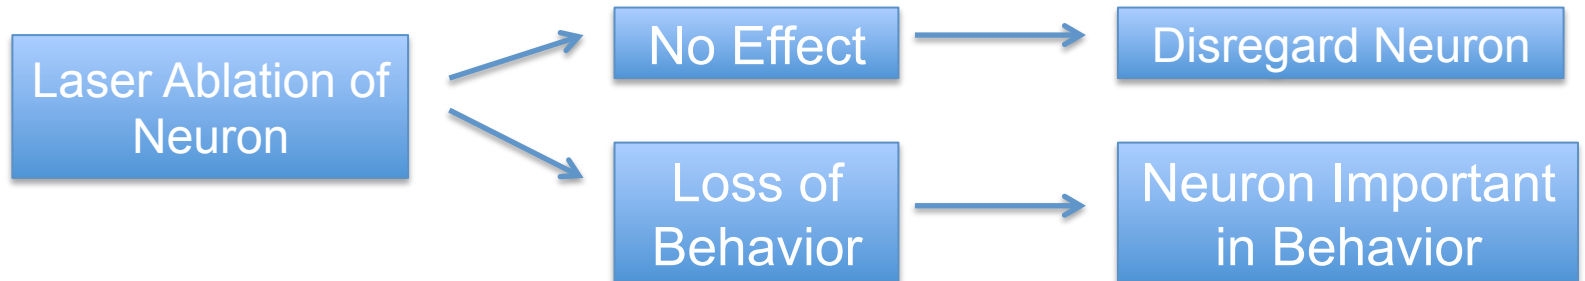 Laser Ablation of
Neuron
No Effect
Disregard Neuron
Loss of
Behavior
Neuron Important
in Behavior